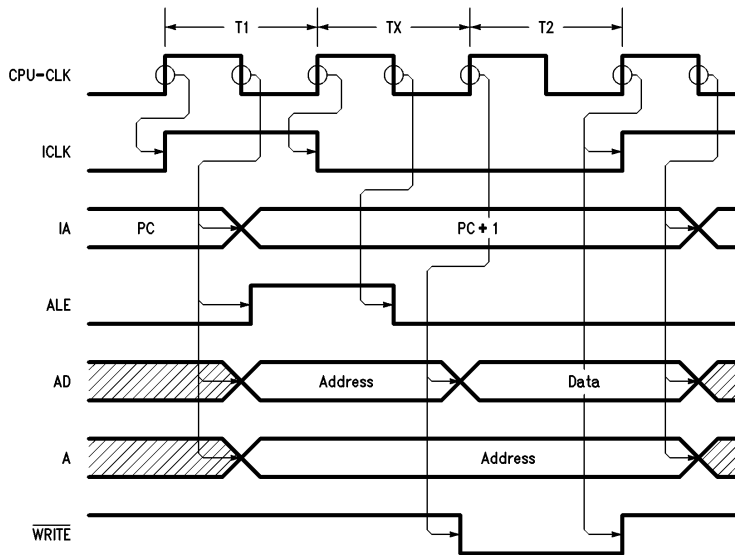 T1 TX T2
CPU-CLK
ICLK
IA PC PC + 1
ALE
AD Address Data
A Address
WRITE